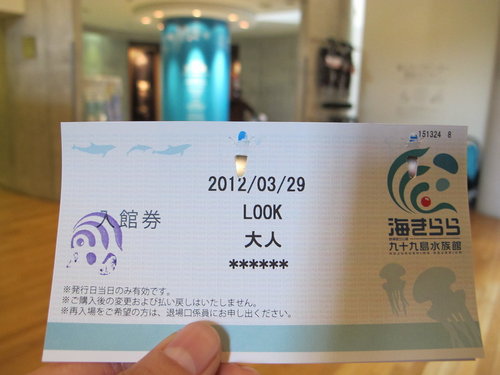 151324 8
2012/03/29
LOOK
大人
******
入館券
海きらら
九十九島水族館
※発行日当日のみ有効です。
※ご購入後の変更および払い戻しはいたしません。
※再入場をご希望の方は、退場口係員にお申し出ください。